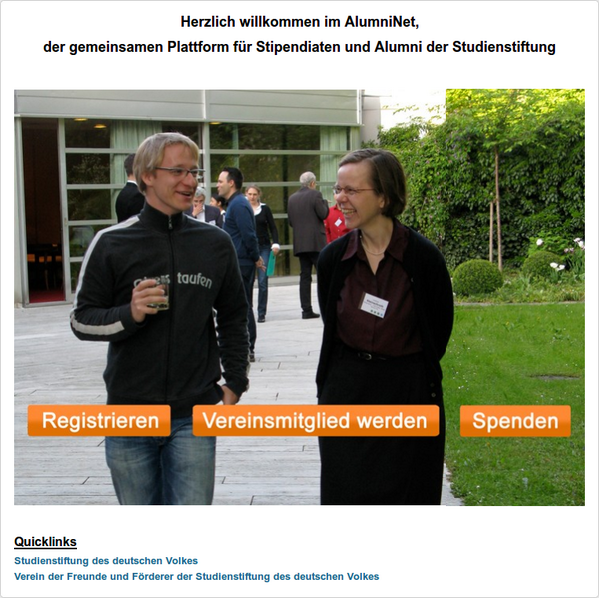 Herzlich willkommen im AlumniNet,
der gemeinsamen Plattform für Stipendiaten und Alumni der Studienstiftung
taufen
Registrieren
Vereinsmitglied werden
Spenden
Quicklinks
Studienstiftung des deutschen Volkes
Verein der Freunde und Förderer der Studienstiftung des deutschen Volkes